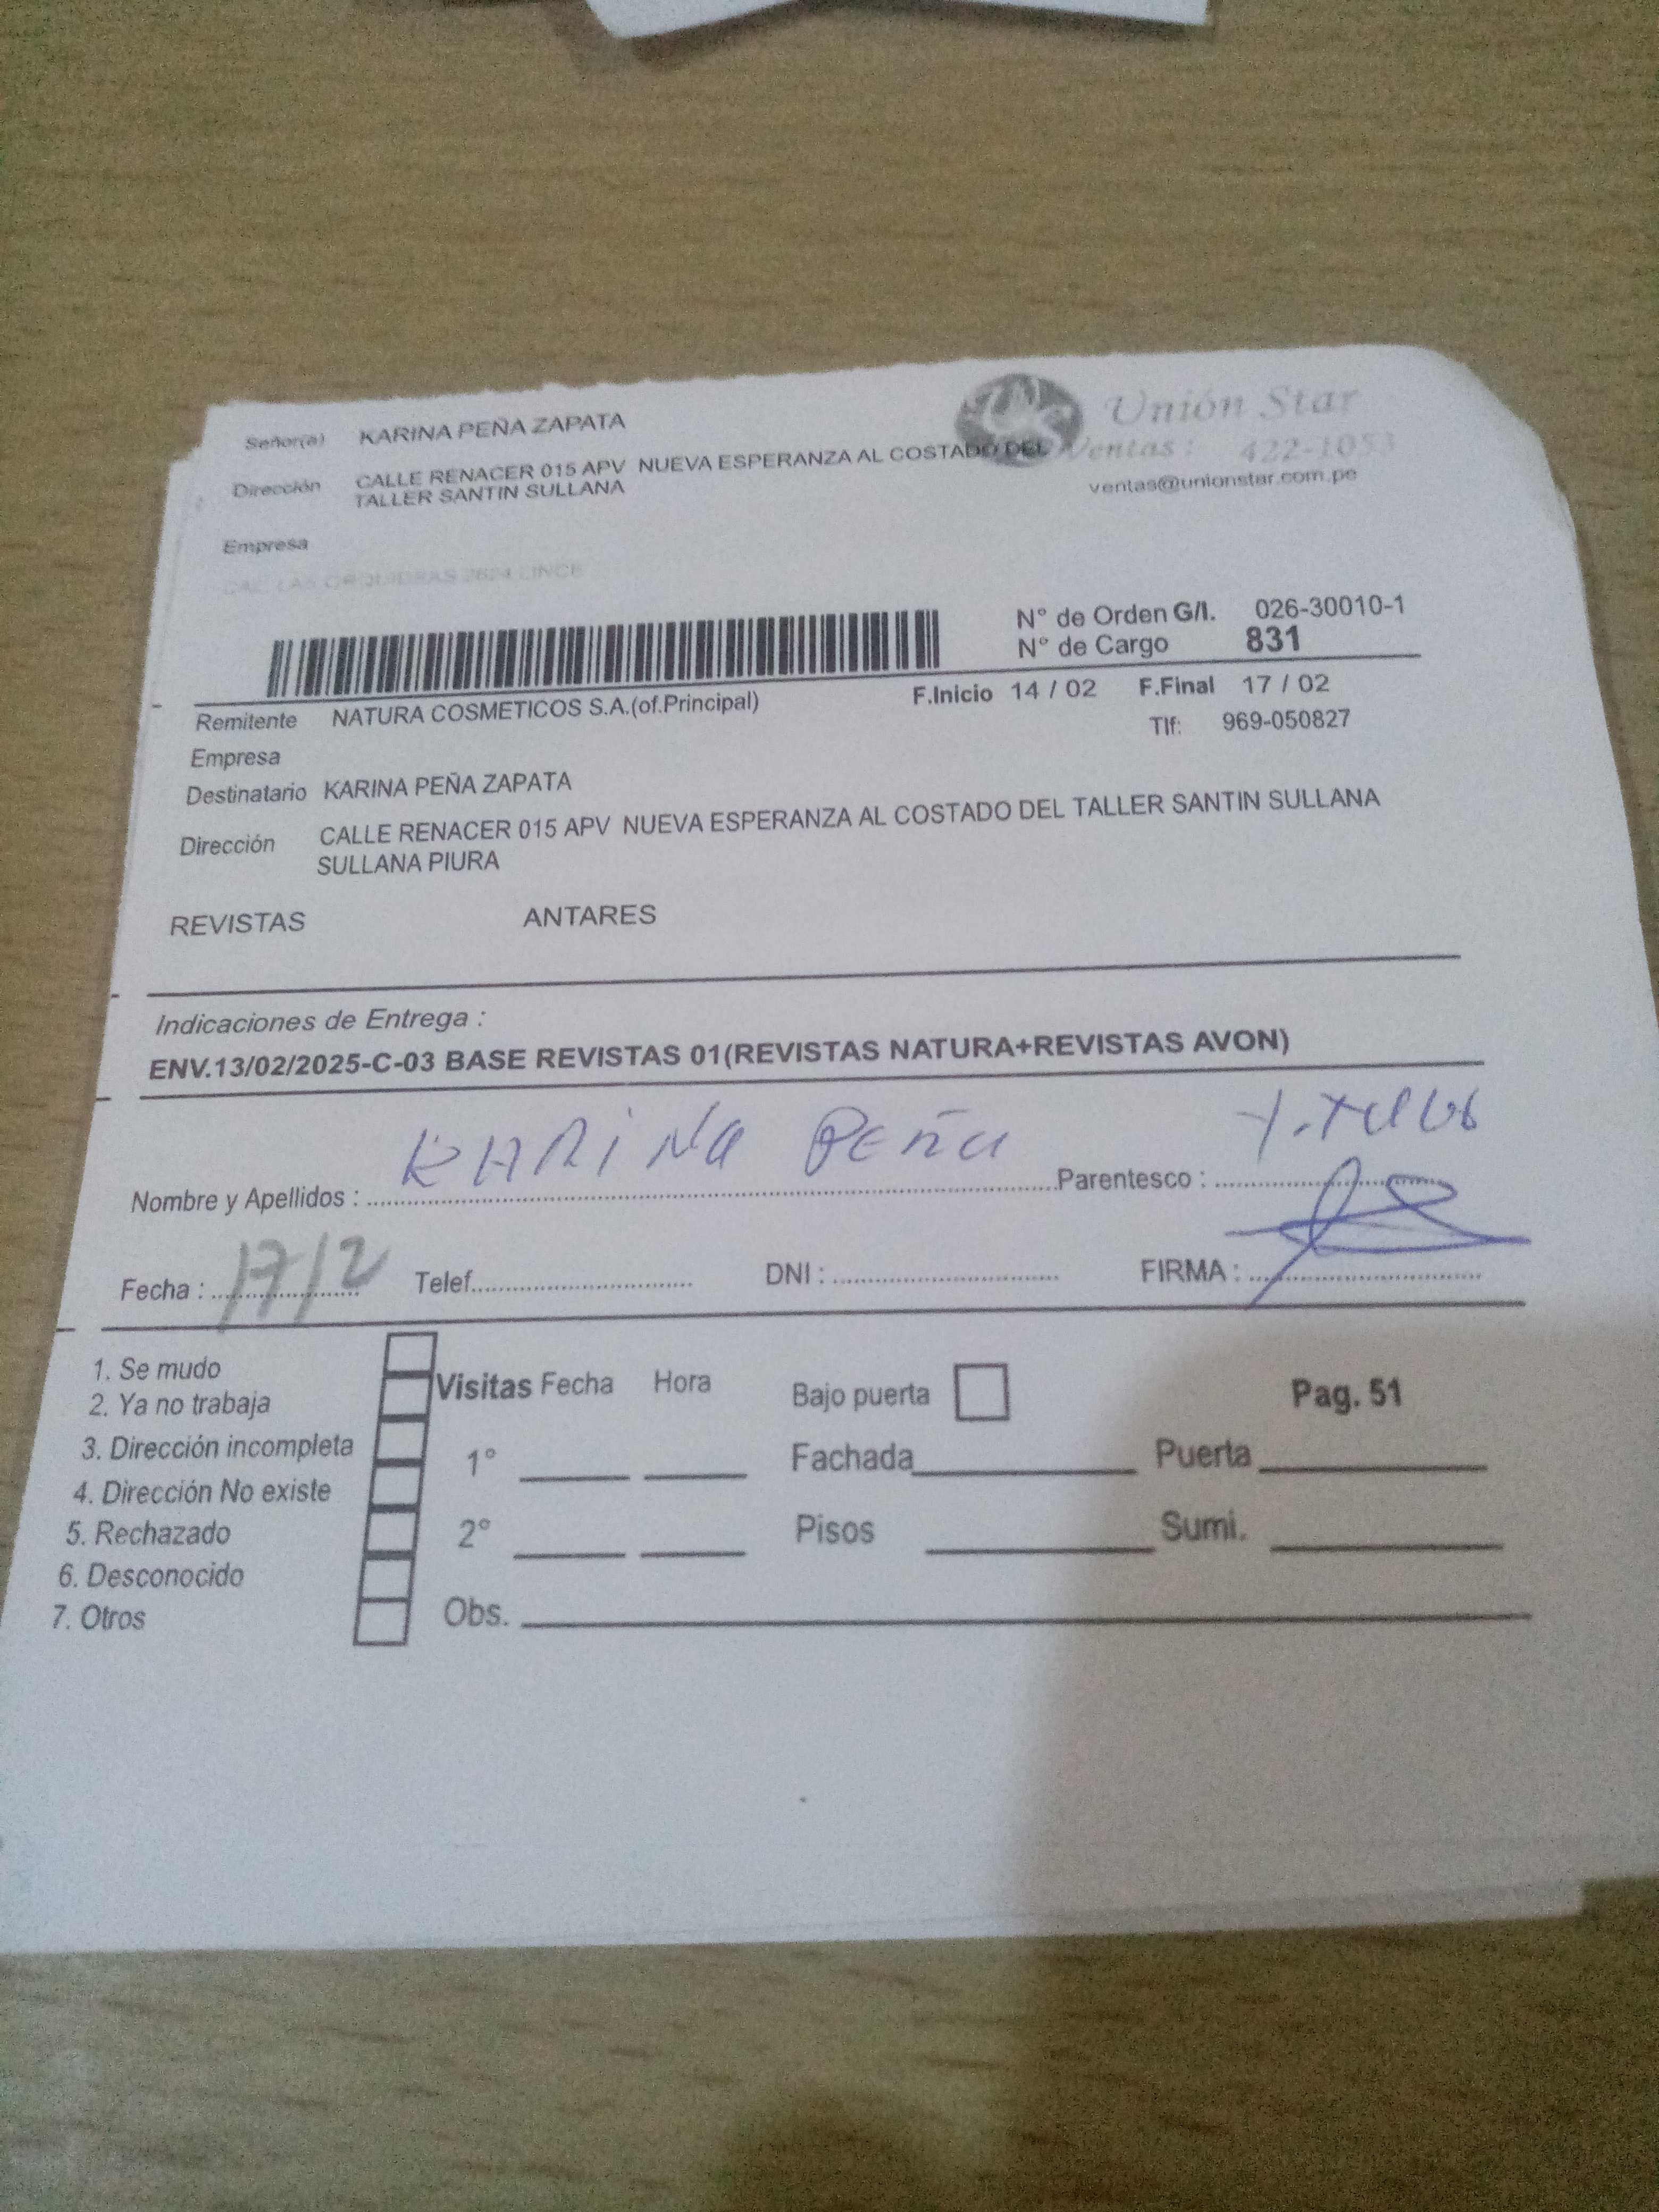 Señor(a) KARINA PEÑA ZAPATA
Unión Star
Ventas : 422-1053
Dirección CALLE RENACER 015 APV NUEVA ESPERANZA AL COSTADO DEL
TALLER SANTIN SULLANA
ventas@unionstar.com.pe
Empresa
CAL. LAS ORQUIDEAS 2624 LINCE
N° de Orden G/I. 026-30010-1
N° de Cargo 831
F.Inicio 14 / 02 F.Final 17 / 02
Remitente NATURA COSMETICOS S.A.(of.Principal)
Tlf: 969-050827
Empresa
Destinatario KARINA PEÑA ZAPATA
Dirección CALLE RENACER 015 APV NUEVA ESPERANZA AL COSTADO DEL TALLER SANTIN SULLANA
SULLANA PIURA
REVISTAS ANTARES
Indicaciones de Entrega :
ENV.13/02/2025-C-03 BASE REVISTAS 01(REVISTAS NATURA+REVISTAS AVON)
Nombre y Apellidos : KARiNa PEña Parentesco :
Fecha : 17/2 Telef. DNI : FIRMA :
1. Se mudo
2. Ya no trabaja
3. Dirección incompleta
4. Dirección No existe
5. Rechazado
6. Desconocido
7. Otros
Visitas Fecha Hora
1°
2°
Obs.
Bajo puerta
Pag. 51
Fachada Puerta
Pisos Sumi.